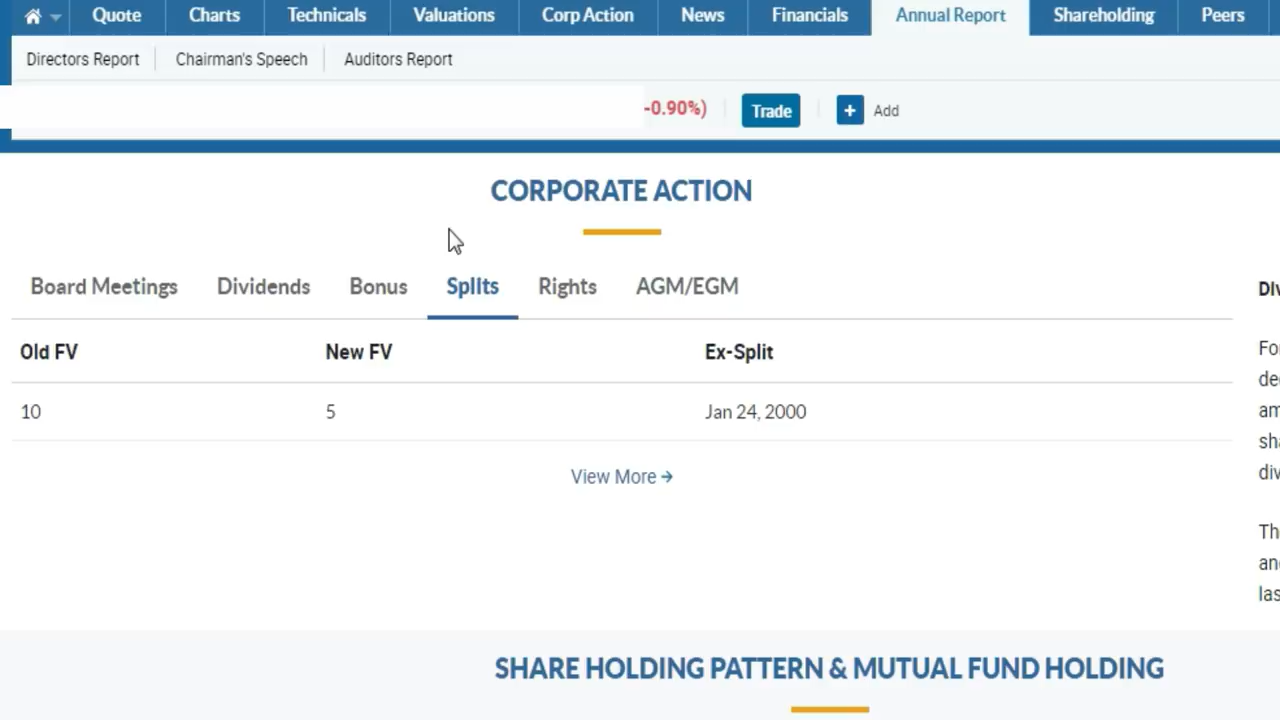 Quote Charts Technicals Valuations Corp Action News Financials Annual Report Shareholding Peers
Directors Report Chairman's Speech Auditors Report
-0.90%) Trade + Add
CORPORATE ACTION
Board Meetings Dividends Bonus Splits Rights AGM/EGM
Old FV New FV Ex-Split
10 5 Jan 24, 2000
View More →
SHARE HOLDING PATTERN & MUTUAL FUND HOLDING